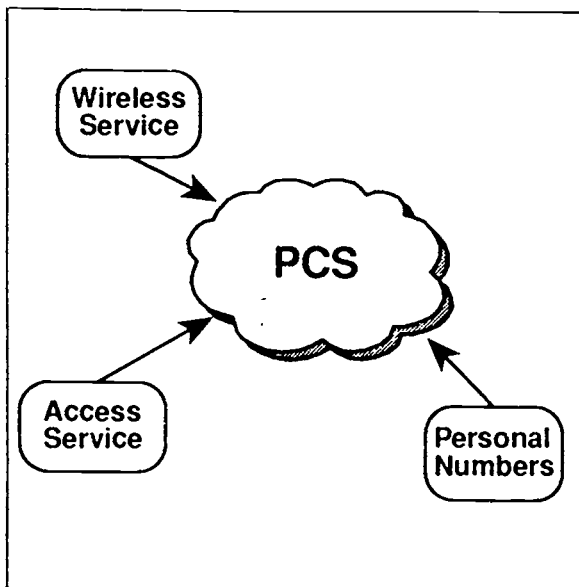 Wireless
Service
PCS
Access
Service
Personal
Numbers